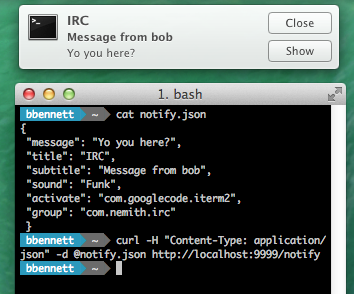 IRC
Close
Message from bob
Yo you here?
Show
1. bash
bbennett ~ cat notify.json
{
"message": "Yo you here?",
"title": "IRC",
"subtitle": "Message from bob",
"sound": "Funk",
"activate": "com.googlecode.iterm2",
"group": "com.nemith.irc"
}
bbennett ~ curl -H "Content-Type: application/
json" -d @notify.json http://localhost:9999/notify
bbennett ~